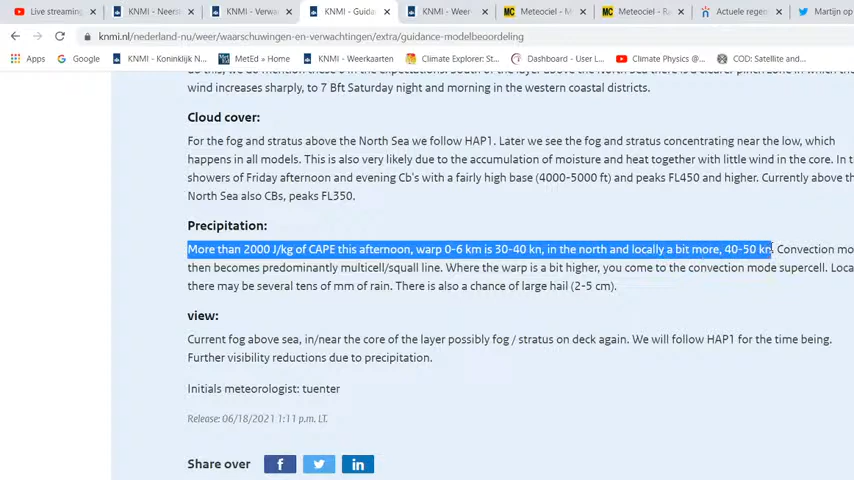 Live streaming
KNMI - Neerst
KNMI - Verwa
KNMI - Guida
KNMI - Weer
Meteociel - M
Meteociel - R
Actuele regen
Martijn op
knmi.nl/nederland-nu/weer/waarschuwingen-en-verwachtingen/extra/guidance-modelbeoordeling
Apps Google KNMI - Koninklijk N... MetEd » Home KNMI - Weerkaarten Climate Explorer: St... Dashboard - User L... Climate Physics @... COD: Satellite and...
wind increases sharply, to 7 Bft Saturday night and morning in the western coastal districts.
Cloud cover:
For the fog and stratus above the North Sea we follow HAP1. Later we see the fog and stratus concentrating near the low, which
happens in all models. This is also very likely due to the accumulation of moisture and heat together with little wind in the core. In t
showers of Friday afternoon and evening Cb's with a fairly high base (4000-5000 ft) and peaks FL450 and higher. Currently above th
North Sea also CBs, peaks FL350.
Precipitation:
More than 2000 J/kg of CAPE this afternoon, warp 0-6 km is 30-40 kn, in the north and locally a bit more, 40-50 kn. Convection mo
then becomes predominantly multicell/squall line. Where the warp is a bit higher, you come to the convection mode supercell. Loca
there may be several tens of mm of rain. There is also a chance of large hail (2-5 cm).
view:
Current fog above sea, in/near the core of the layer possibly fog / stratus on deck again. We will follow HAP1 for the time being.
Further visibility reductions due to precipitation.
Initials meteorologist: tuenter
Release: 06/18/2021 1:11 p.m. LT.
Share over